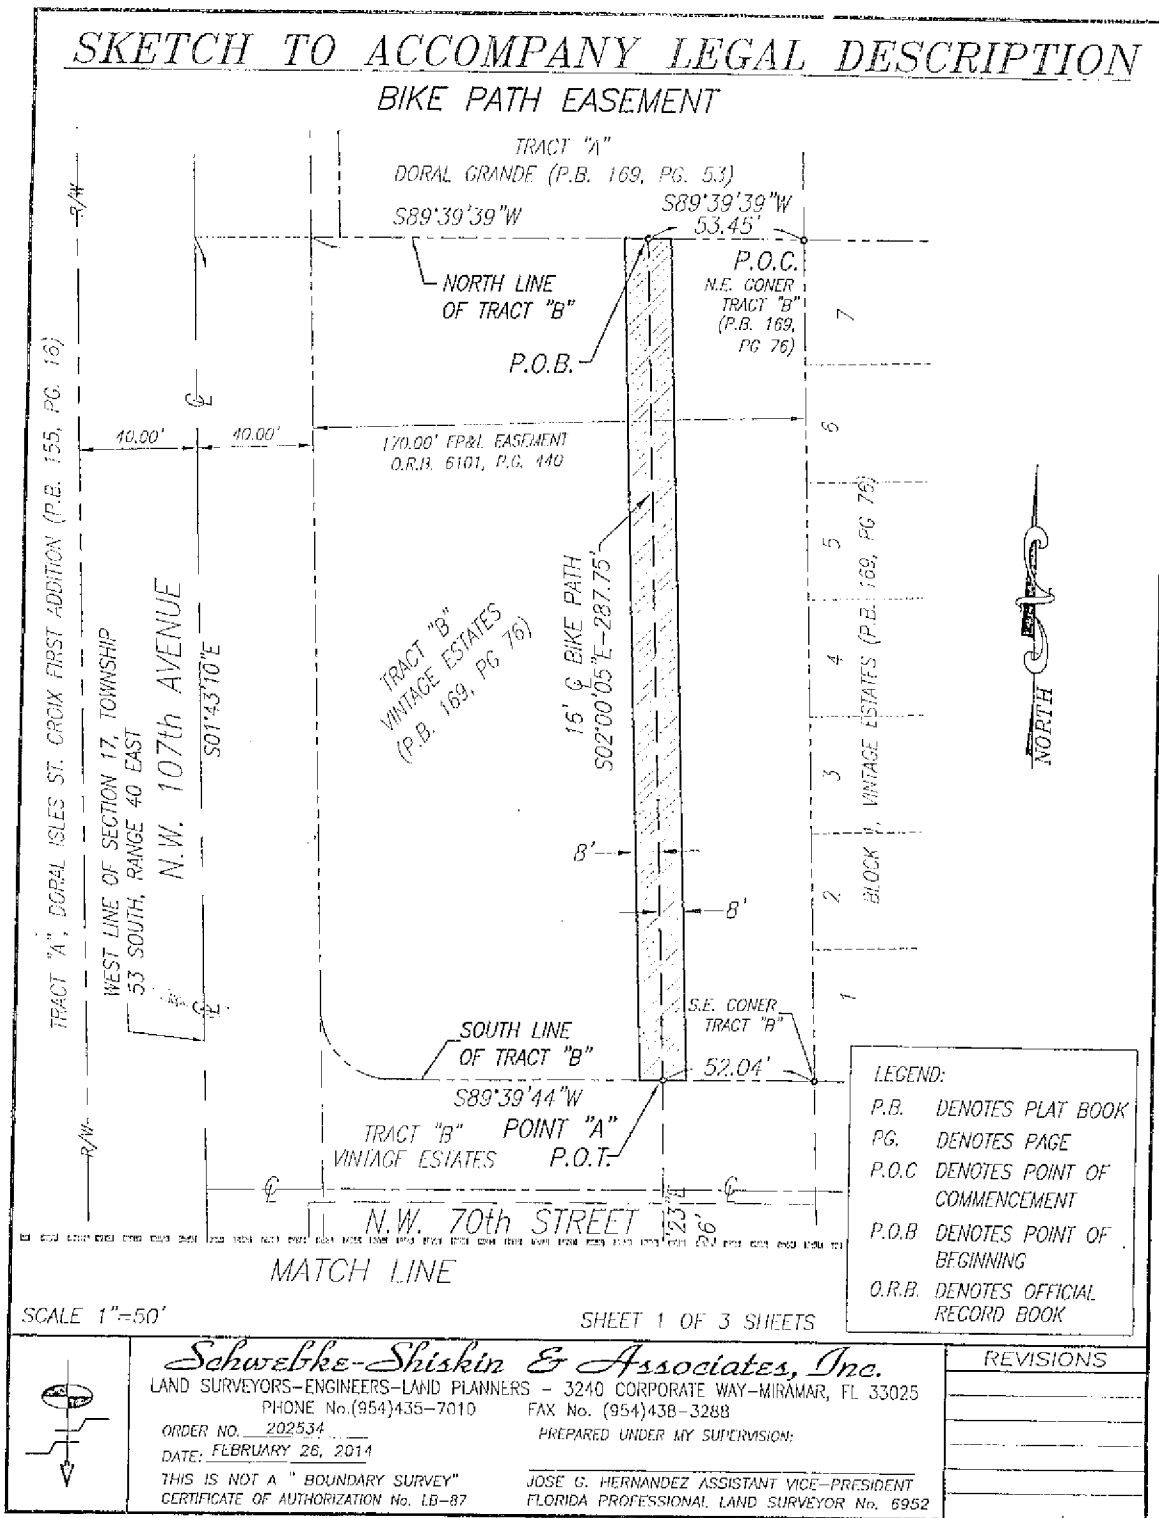 SKETCH TO ACCOMPANY LEGAL DESCRIPTION
BIKE PATH EASEMENT
TRACT "A"
DORAL GRANDE (P.B. 169, PG. 53)
S89°39'39"W
S89°39'39"W
53.45'
R/W
NORTH LINE
OF TRACT "B"
P.O.C.
N.E. CONER
TRACT "B"
(P.B. 169,
PG 76)
P.O.B.
7
6
5
4
3
2
1
℄
40.00'
40.00'
170.00' FP&L EASEMENT
O.R.B. 6101, P.G. 440
TRACT "A", DORAL ISLES ST. CROIX FIRST ADDITION (P.B. 155, PG. 16)
WEST LINE OF SECTION 17, TOWNSHIP
53 SOUTH, RANGE 40 EAST
N.W. 107th AVENUE
S01°43'10"E
TRACT "B"
VINTAGE ESTATES
(P.B. 169, PG 76)
16' ℄ BIKE PATH
S02°00'05"E-287.75'
BLOCK 1, VINTAGE ESTATES (P.B. 169, PG 76)
NORTH
8'
8'
℄
S.E. CONER
TRACT "B"
SOUTH LINE
OF TRACT "B"
52.04'
S89°39'44"W
POINT "A"
P.O.T.
TRACT "B"
VINTAGE ESTATES
R/W
℄
℄
N.W. 70th STREET
MATCH LINE
LEGEND:
P.B. DENOTES PLAT BOOK
PG. DENOTES PAGE
P.O.C DENOTES POINT OF
COMMENCEMENT
P.O.B DENOTES POINT OF
BEGINNING
O.R.B. DENOTES OFFICIAL
RECORD BOOK
SCALE 1"=50'
SHEET 1 OF 3 SHEETS
Schwebke-Shiskin & Associates, Inc.
LAND SURVEYORS-ENGINEERS-LAND PLANNERS - 3240 CORPORATE WAY-MIRAMAR, FL 33025
PHONE No.(954)435-7010 FAX No. (954)438-3288
ORDER NO. 202534
PREPARED UNDER MY SUPERVISION:
DATE: FEBRUARY 26, 2014
THIS IS NOT A " BOUNDARY SURVEY"
CERTIFICATE OF AUTHORIZATION No. LB-87
JOSE G. HERNANDEZ ASSISTANT VICE-PRESIDENT
FLORIDA PROFESSIONAL LAND SURVEYOR No. 6952
REVISIONS